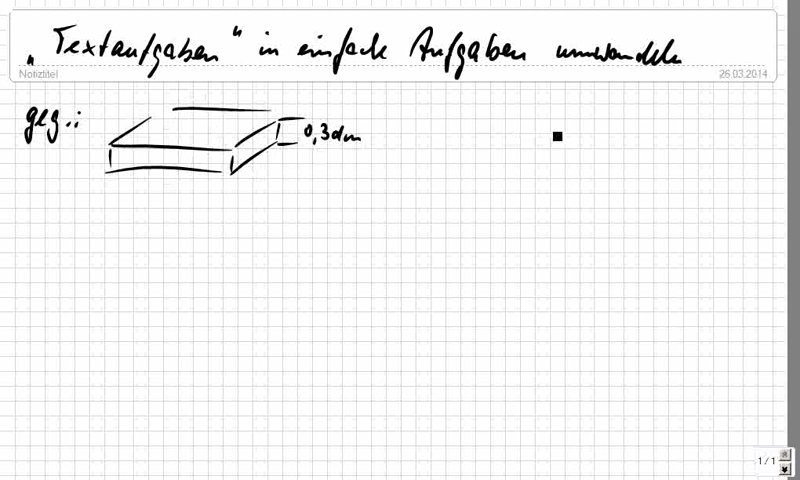 „Textaufgaben“ in einfache Aufgaben umwandeln
Notiztitel
26.03.2014
geg.:
0,3dm
1/1